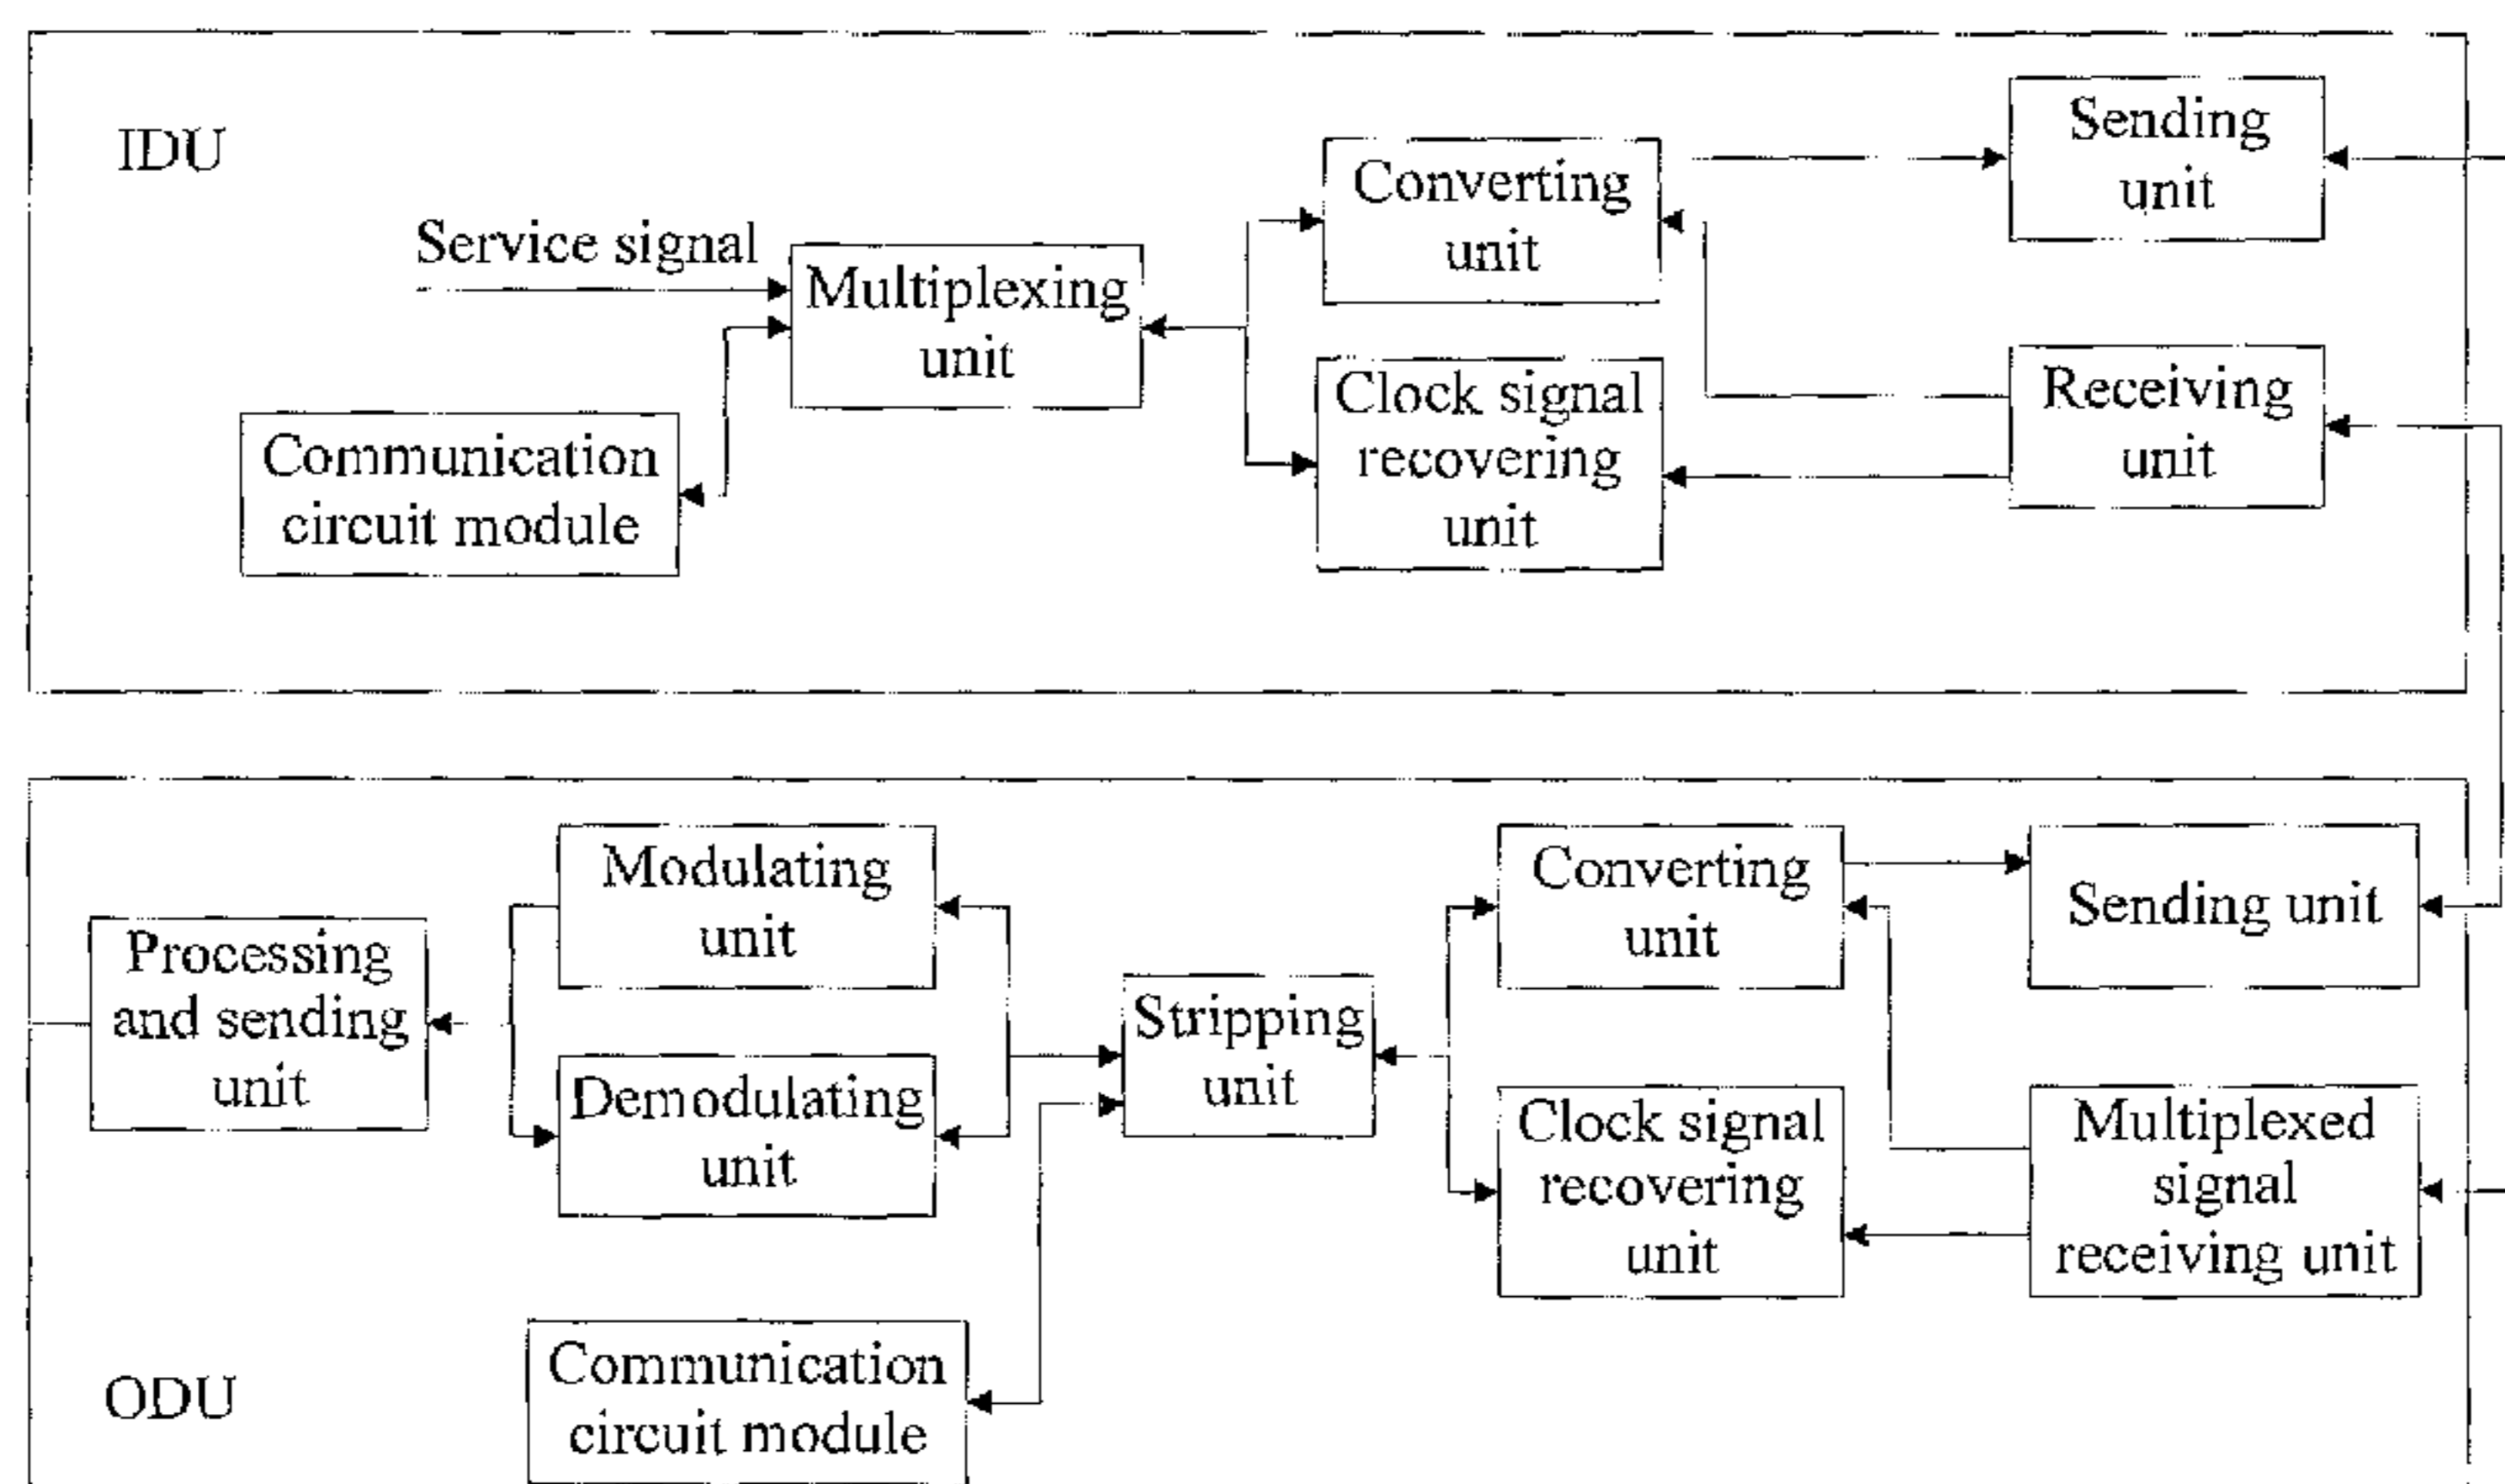 IDU
Service signal
Multiplexing
unit
Communication
circuit module
Converting
unit
Clock signal
recovering
unit
Sending
unit
Receiving
unit
Processing
and sending
unit
Modulating
unit
Demodulating
unit
Stripping
unit
Communication
circuit module
Converting
unit
Clock signal
recovering
unit
Sending unit
Multiplexed
signal
receiving unit
ODU